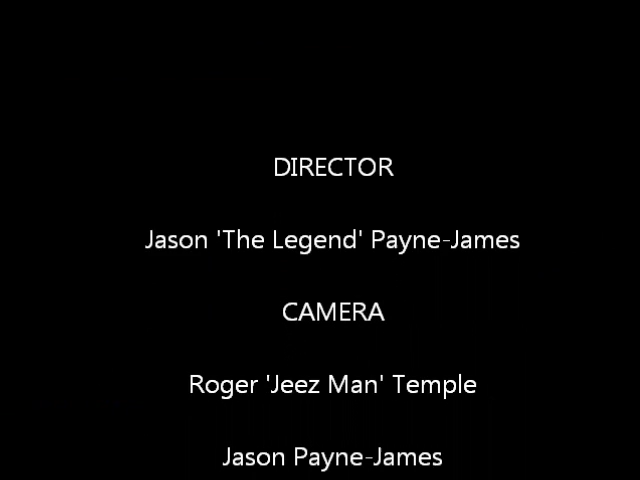 DIRECTOR
Jason 'The Legend' Payne-James
CAMERA
Roger 'Jeez Man' Temple
Jason Payne-James